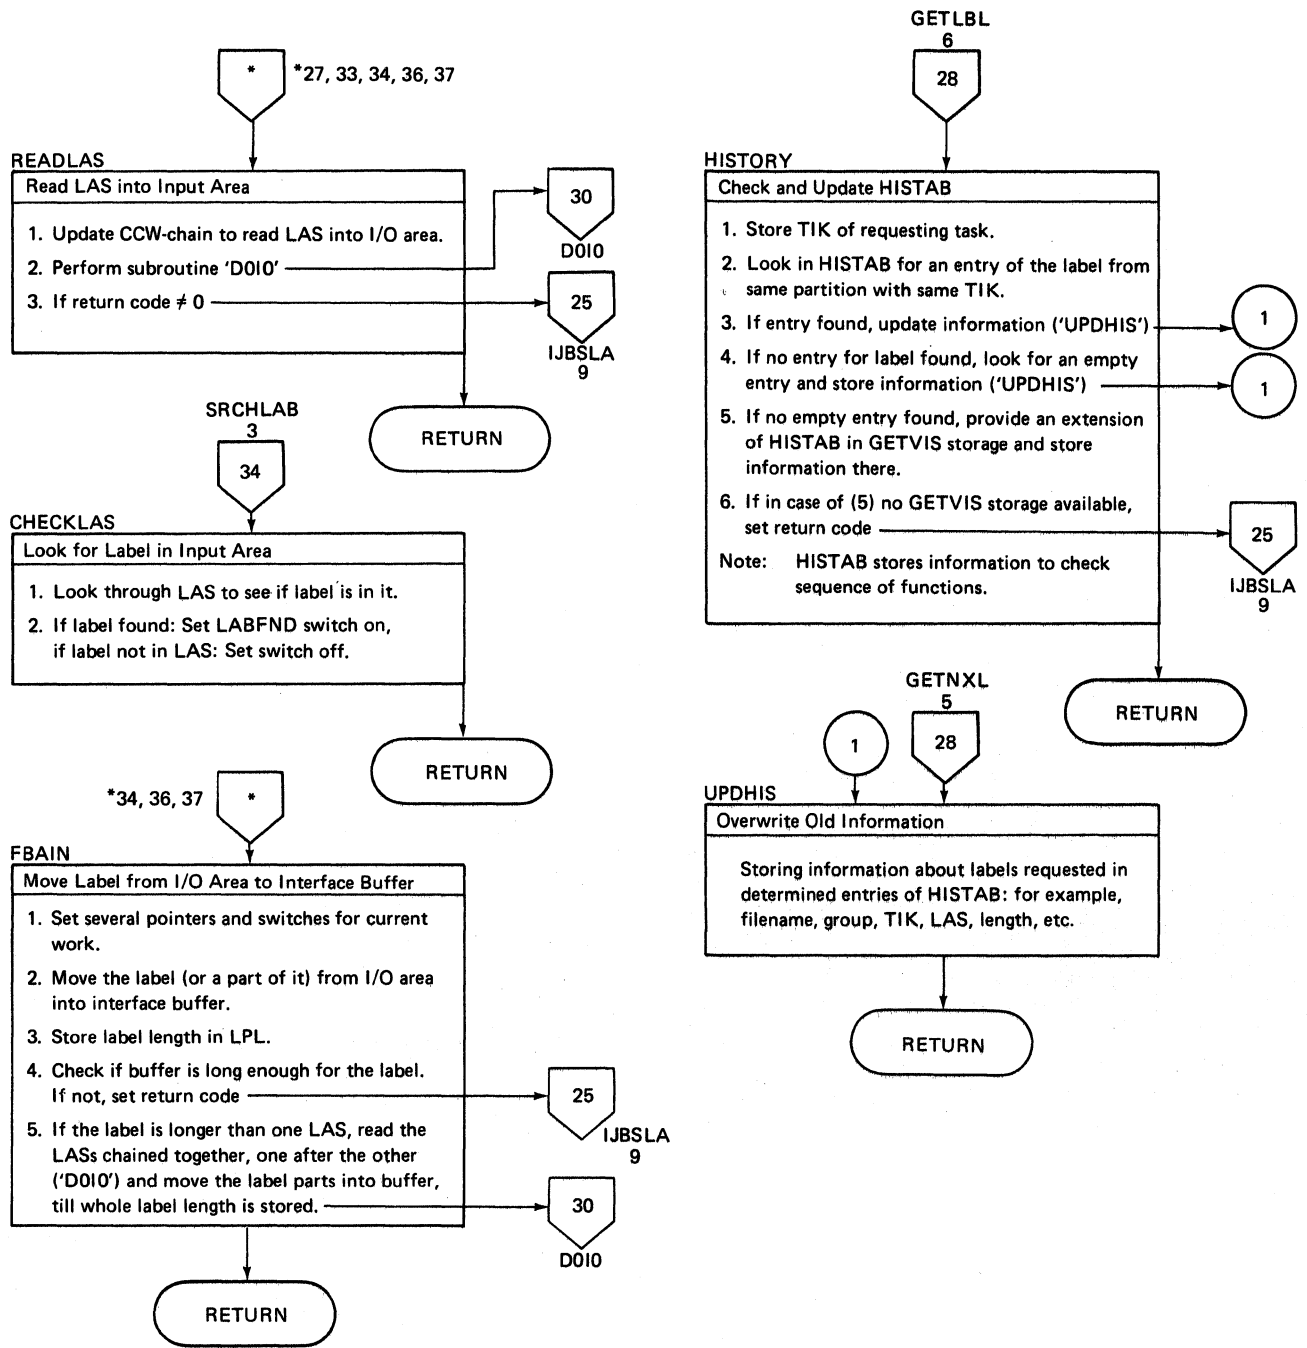 *
*27, 33, 34, 36, 37
READLAS
Read LAS into Input Area
1. Update CCW-chain to read LAS into I/O area.
2. Perform subroutine 'D0I0'
3. If return code ≠ 0
30
D0I0
25
IJBSLA
9
RETURN
SRCHLAB
3
34
CHECKLAS
Look for Label in Input Area
1. Look through LAS to see if label is in it.
2. If label found: Set LABFND switch on,
if label not in LAS: Set switch off.
RETURN
*34, 36, 37
*
FBAIN
Move Label from I/O Area to Interface Buffer
1. Set several pointers and switches for current
work.
2. Move the label (or a part of it) from I/O area
into interface buffer.
3. Store label length in LPL.
4. Check if buffer is long enough for the label.
If not, set return code
5. If the label is longer than one LAS, read the
LASs chained together, one after the other
('D0I0') and move the label parts into buffer,
till whole label length is stored.
25
IJBSLA
9
30
D0I0
RETURN
GETLBL
6
28
HISTORY
Check and Update HISTAB
1. Store TIK of requesting task.
2. Look in HISTAB for an entry of the label from
same partition with same TIK.
3. If entry found, update information ('UPDHIS')
4. If no entry for label found, look for an empty
entry and store information ('UPDHIS')
5. If no empty entry found, provide an extension
of HISTAB in GETVIS storage and store
information there.
6. If in case of (5) no GETVIS storage available,
set return code
Note: HISTAB stores information to check
sequence of functions.
1
1
25
IJBSLA
9
RETURN
GETNXL
5
1
28
UPDHIS
Overwrite Old Information
Storing information about labels requested in
determined entries of HISTAB: for example,
filename, group, TIK, LAS, length, etc.
RETURN